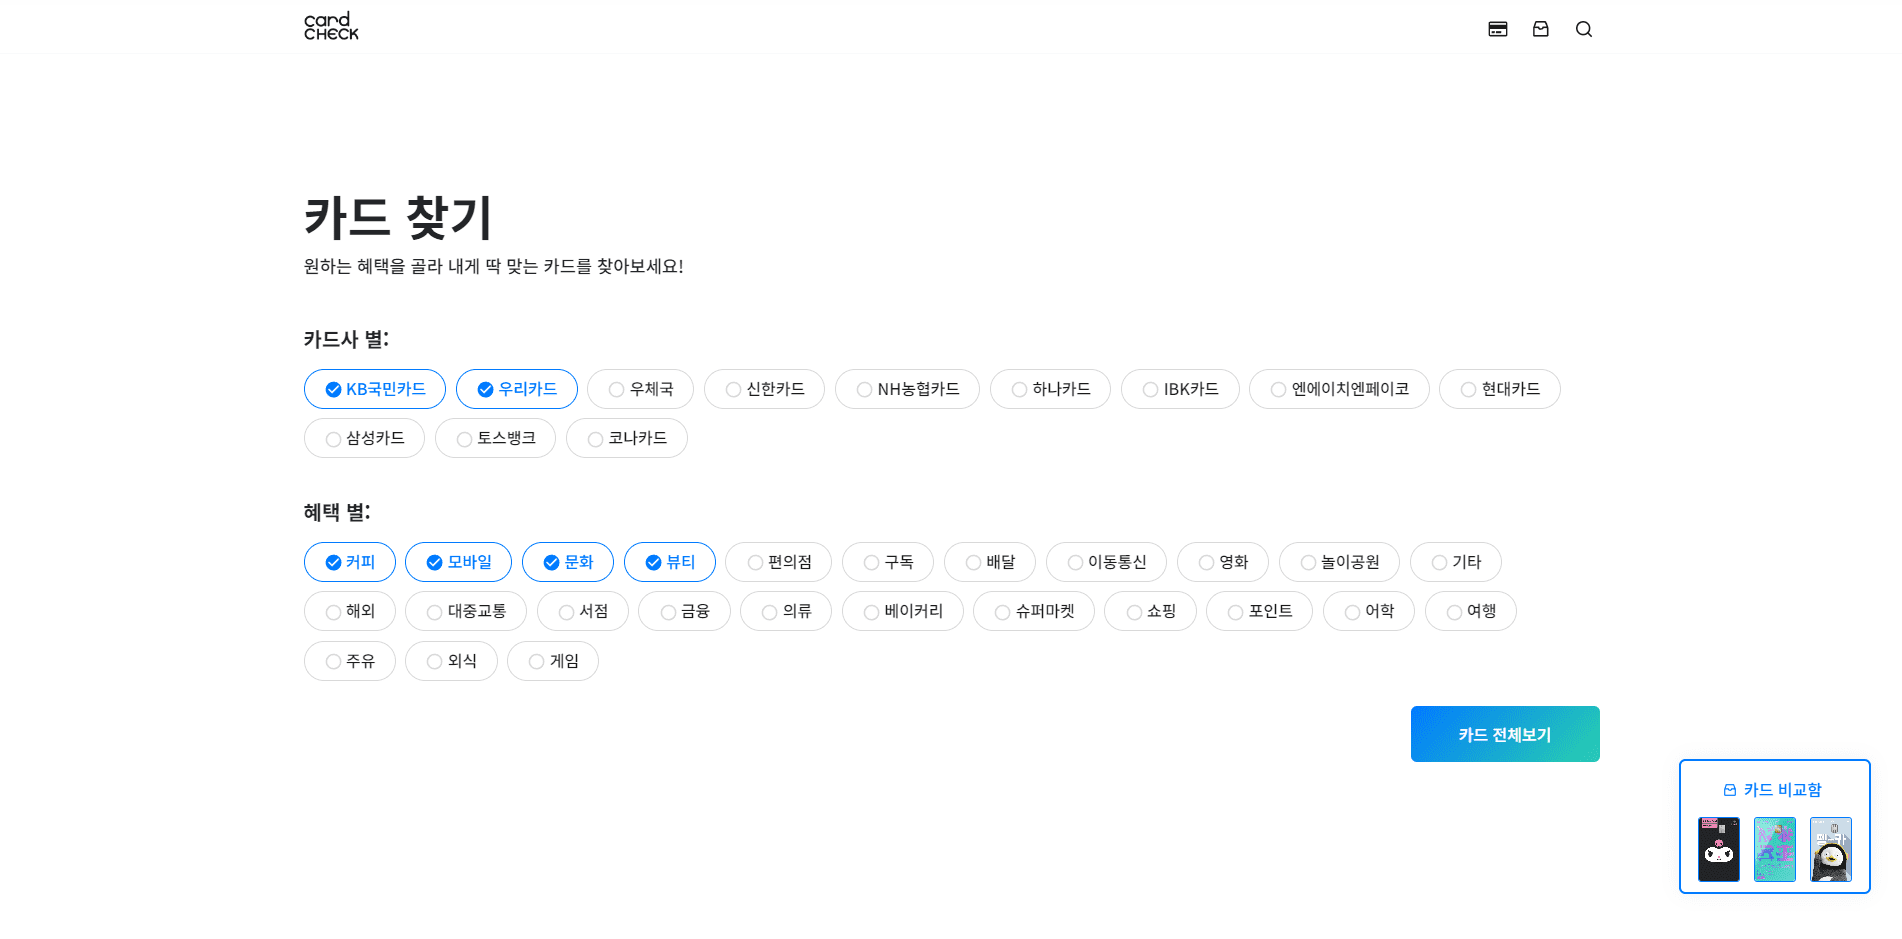 card
CHECK
카드 찾기
원하는 혜택을 골라 내게 딱 맞는 카드를 찾아보세요!
카드사 별:
KB국민카드 우리카드 우체국 신한카드 NH농협카드 하나카드 IBK카드 엔에이치엔페이코 현대카드
삼성카드 토스뱅크 코나카드
혜택 별:
커피 모바일 문화 뷰티 편의점 구독 배달 이동통신 영화 놀이공원 기타
해외 대중교통 서점 금융 의류 베이커리 슈퍼마켓 쇼핑 포인트 어학 여행
주유 외식 게임
카드 전체보기
카드 비교함